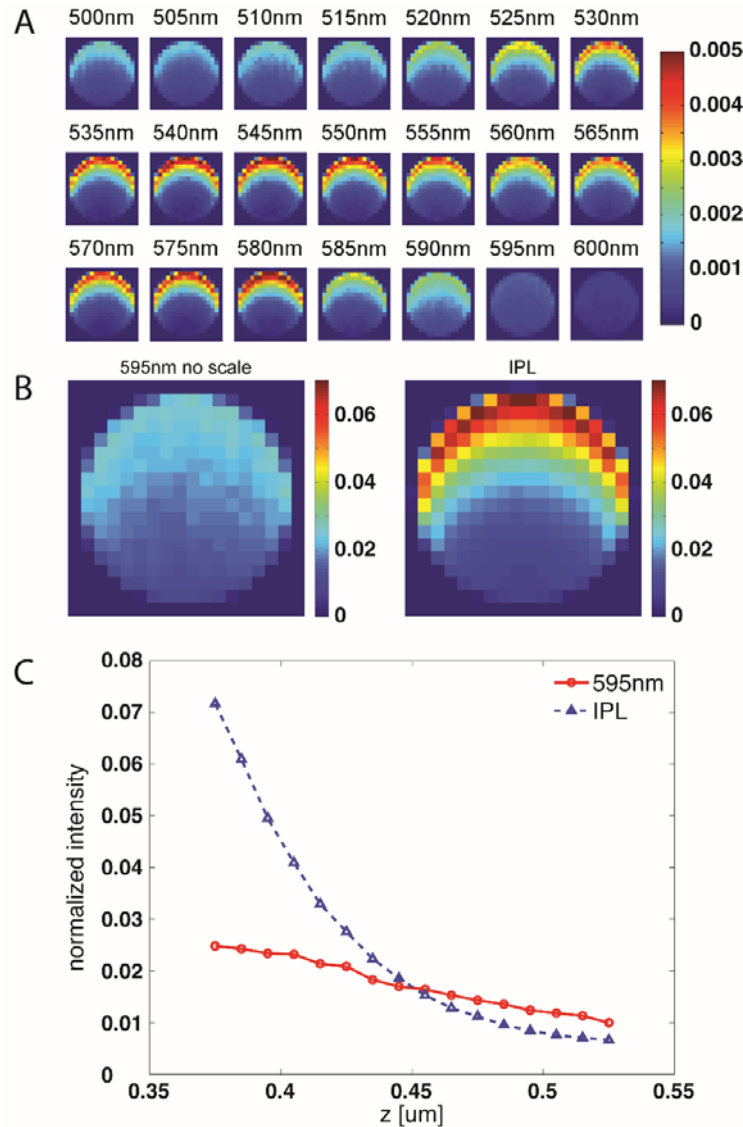 A
500nm 505nm 510nm 515nm 520nm 525nm 530nm
0.005
0.004
535nm 540nm 545nm 550nm 555nm 560nm 565nm
0.003
0.002
570nm 575nm 580nm 585nm 590nm 595nm 600nm
0.001
0
B
595nm no scale
IPL
0.06
0.04
0.02
0
0.06
0.04
0.02
0
C
0.08
0.07
0.06
0.05
0.04
0.03
0.02
0.01
0
normalized intensity
595nm
IPL
0.35 0.4 0.45 0.5 0.55
z [um]